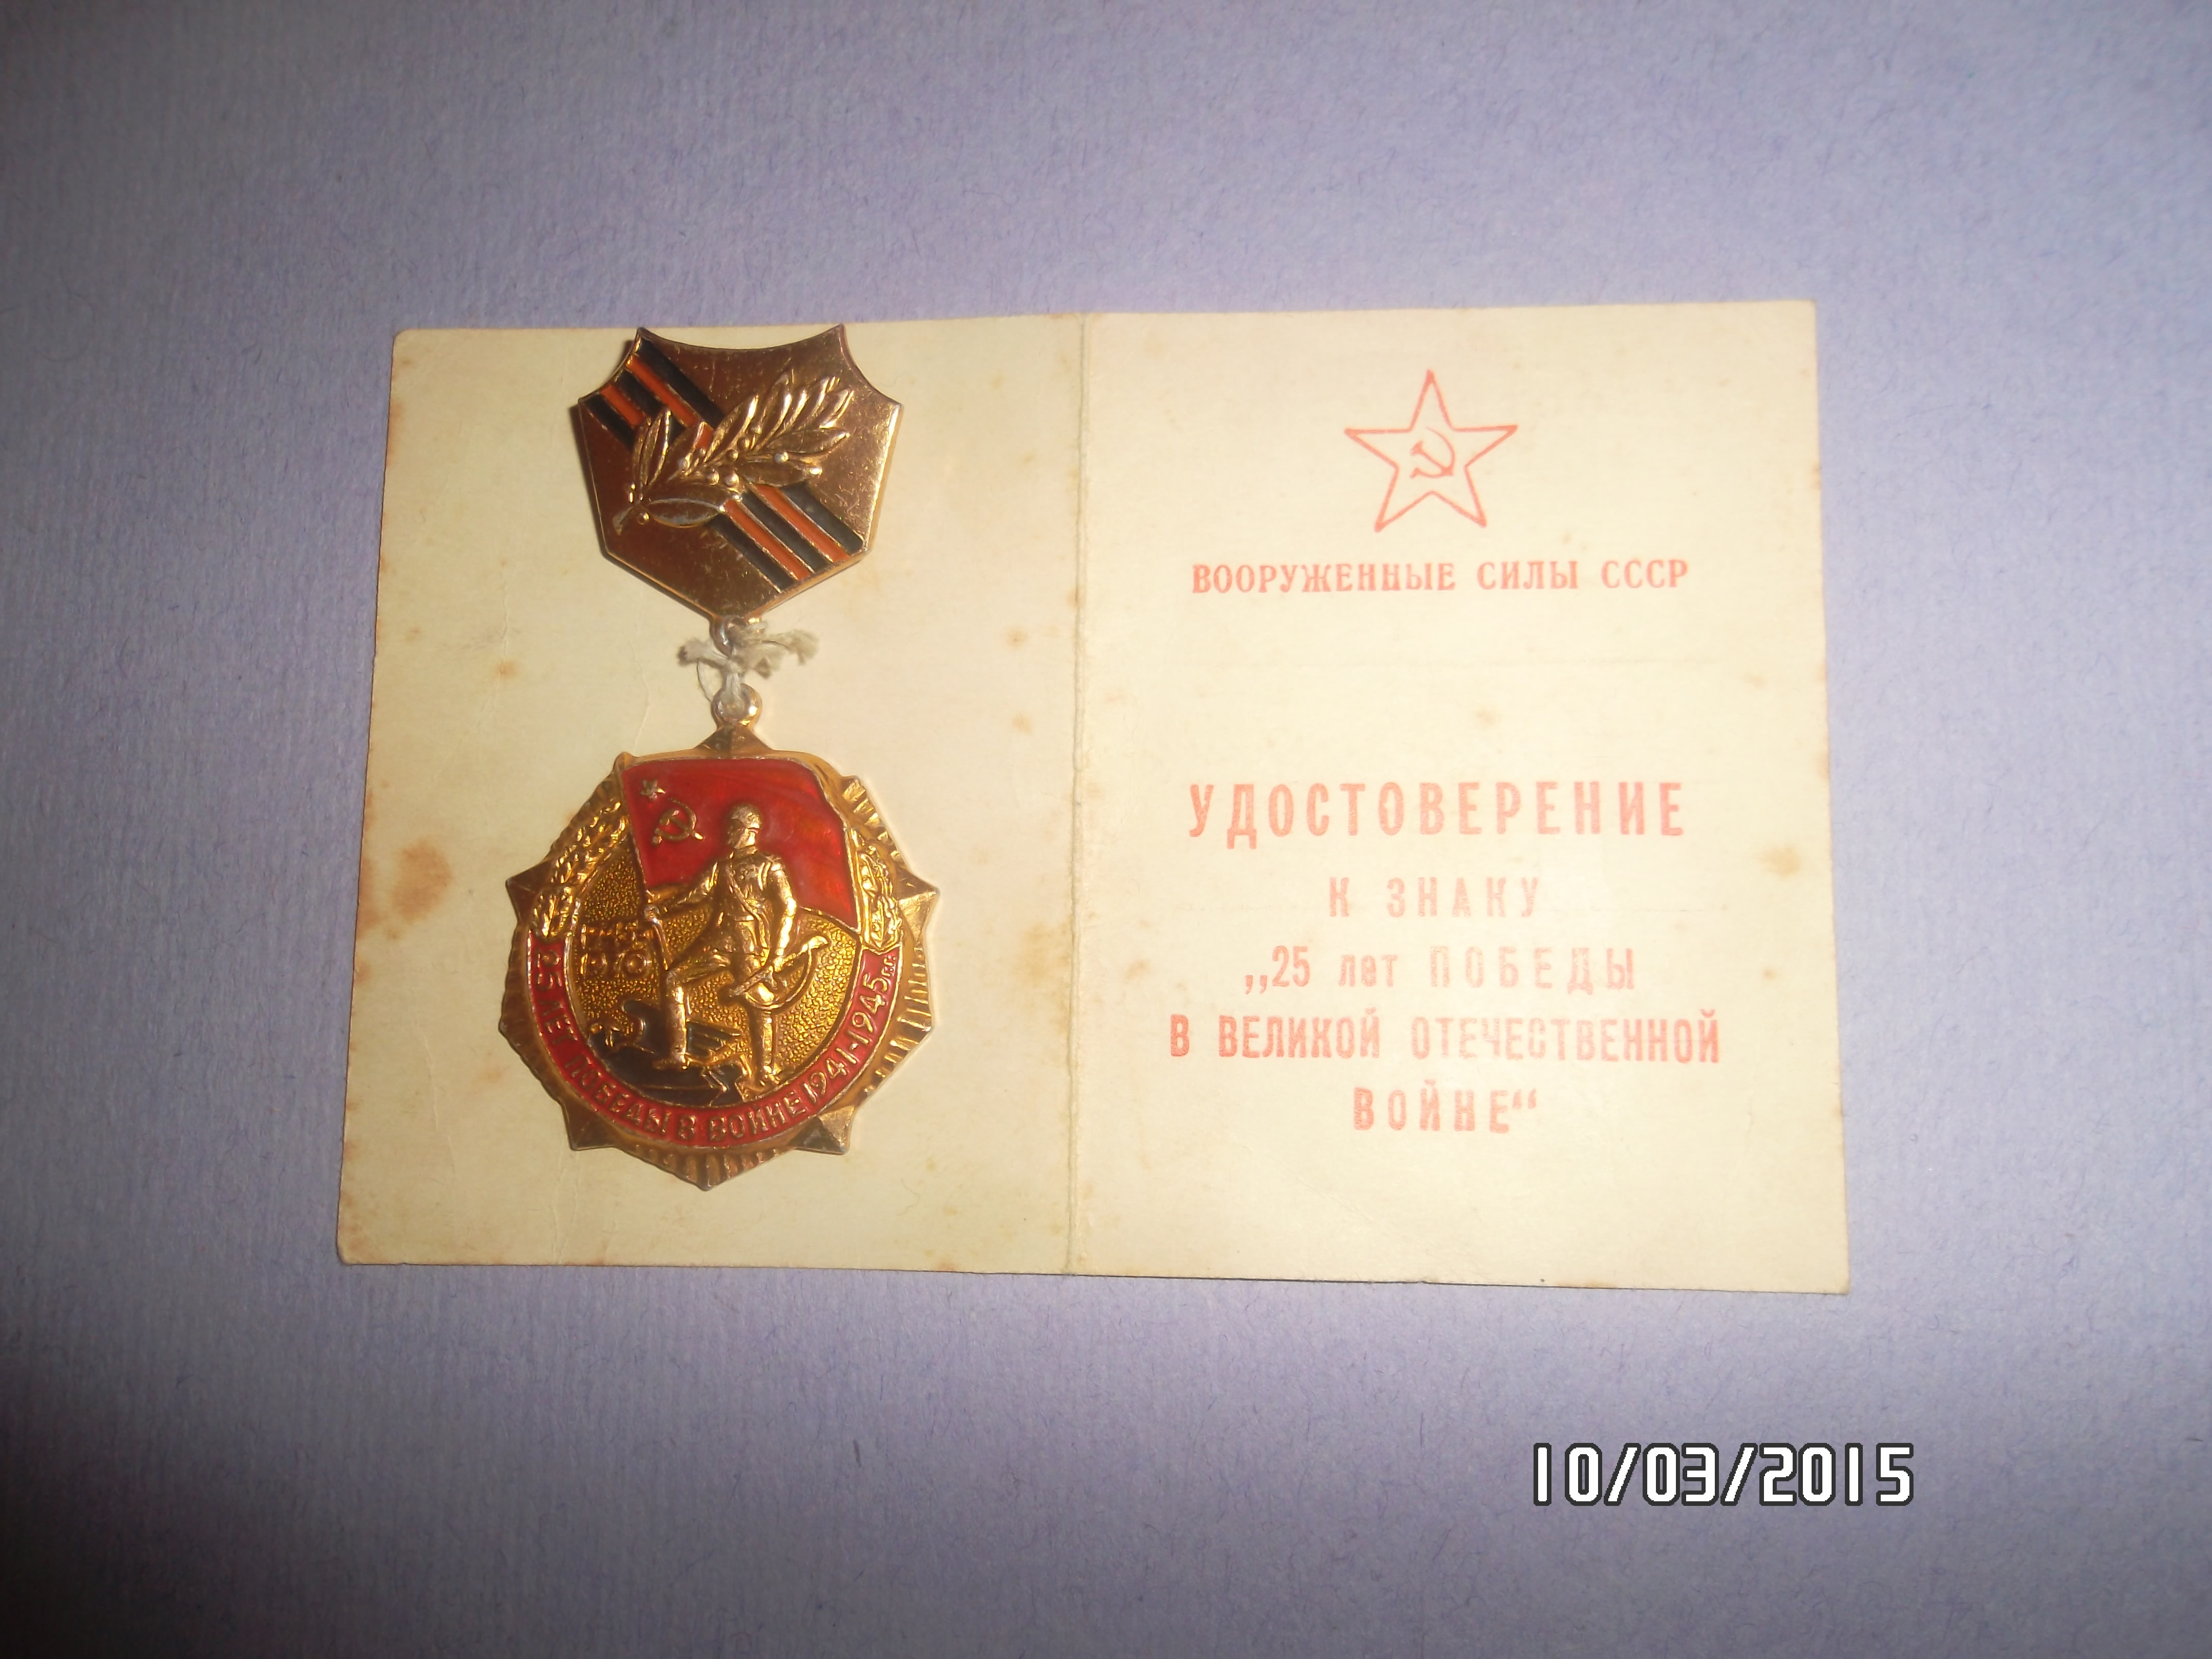 25 ЛЕТ ПОБЕДЫ В ВОЙНЕ 1941-1945гг.
ВООРУЖЕННЫЕ СИЛЫ СССР
УДОСТОВЕРЕНИЕ
К ЗНАКУ
„25 лет ПОБЕДЫ
В ВЕЛИКОЙ ОТЕЧЕСТВЕННОЙ
ВОЙНЕ“
10/03/2015